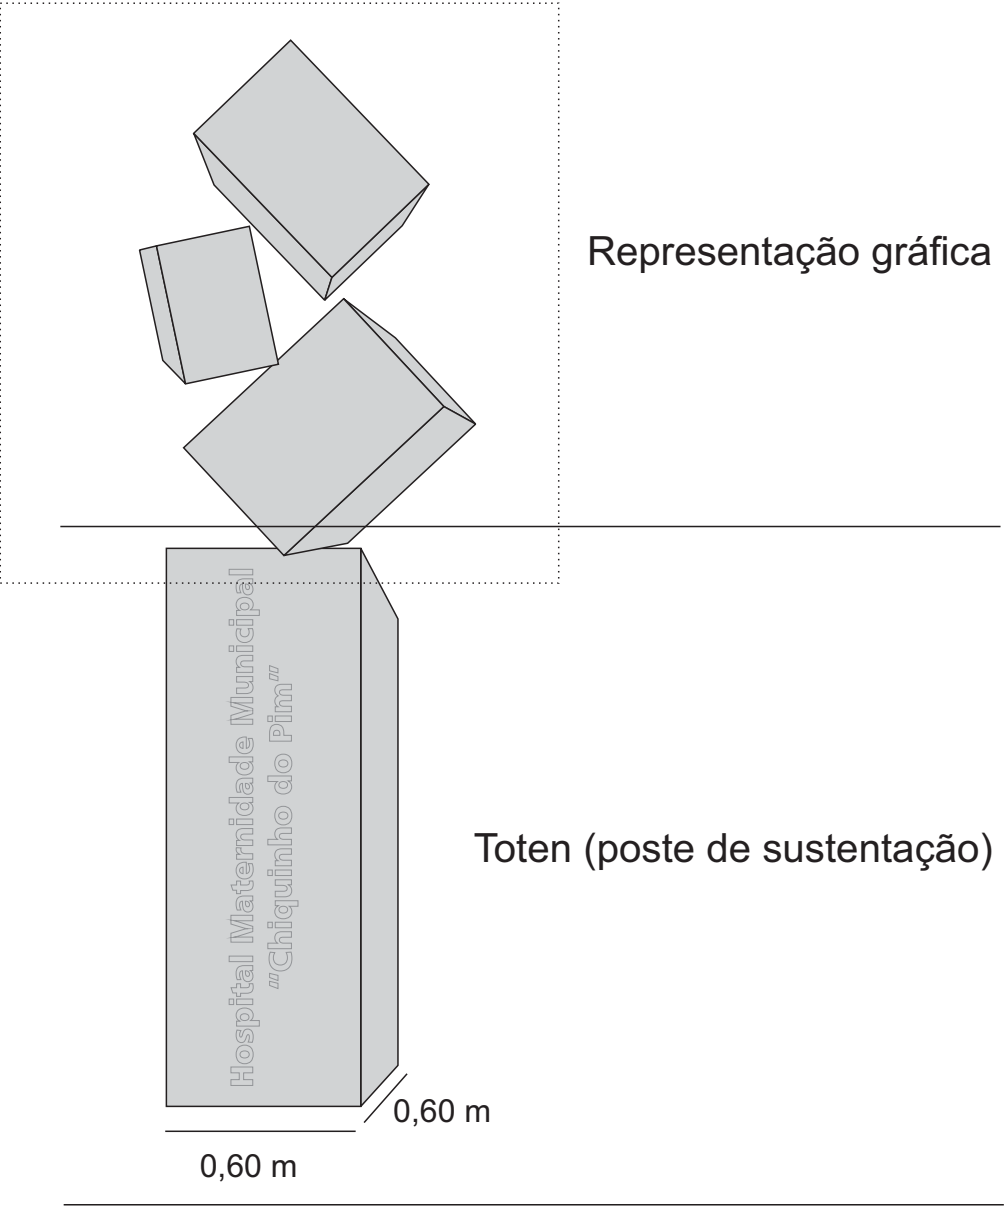 Representação gráfica
Hospital Maternidade Municipal
"Chiquinho do Pim"
Toten (poste de sustentação)
0,60 m
0,60 m